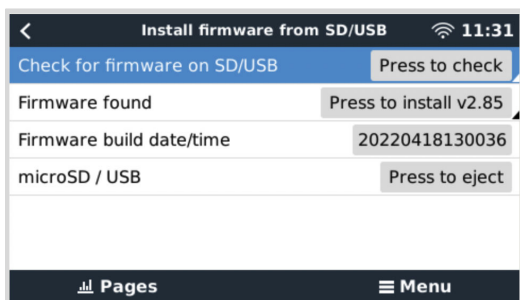 Install firmware from SD/USB 11:31
Check for firmware on SD/USB Press to check
Firmware found Press to install v2.85
Firmware build date/time 20220418130036
microSD / USB Press to eject
Pages Menu